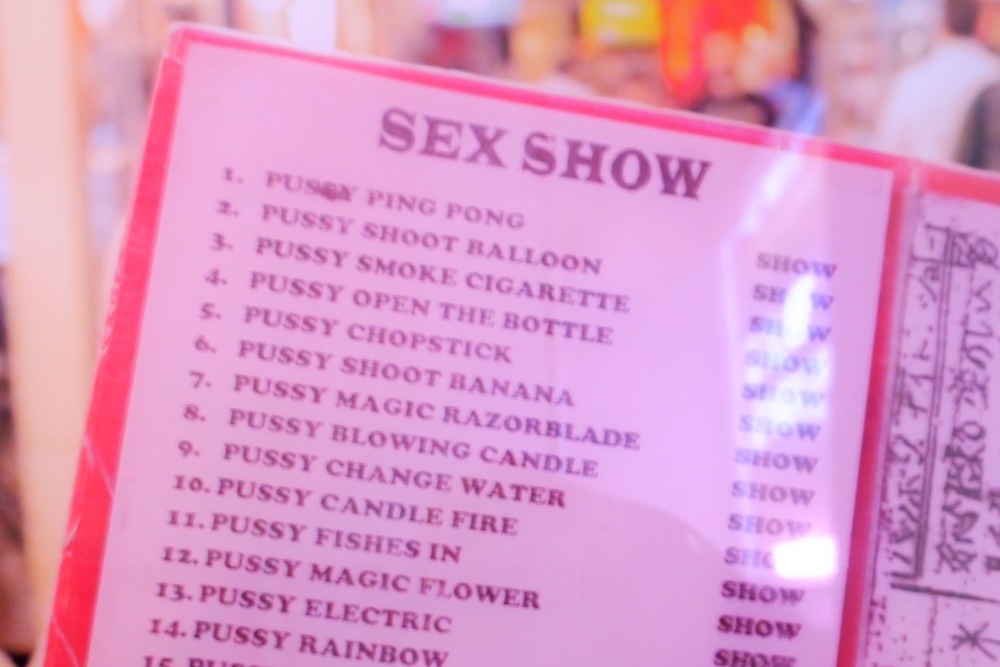 SEX SHOW
1. PUSSY PING PONG SHOW
2. PUSSY SHOOT BALLOON SHOW
3. PUSSY SMOKE CIGARETTE SHOW
4. PUSSY OPEN THE BOTTLE SHOW
5. PUSSY CHOPSTICK SHOW
6. PUSSY SHOOT BANANA SHOW
7. PUSSY MAGIC RAZORBLADE SHOW
8. PUSSY BLOWING CANDLE SHOW
9. PUSSY CHANGE WATER SHOW
10. PUSSY CANDLE FIRE SHOW
11. PUSSY FISHES IN SHOW
12. PUSSY MAGIC FLOWER SHOW
13. PUSSY ELECTRIC SHOW
14. PUSSY RAINBOW
15.